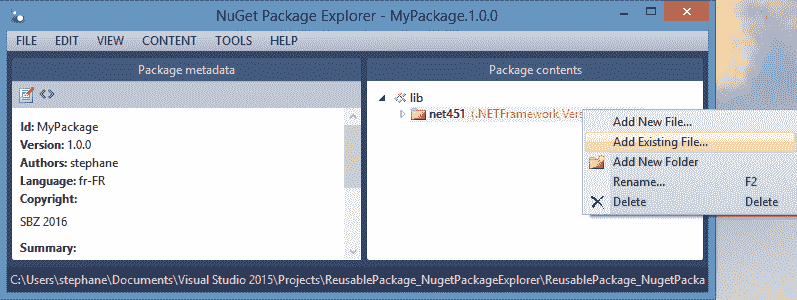 NuGet Package Explorer - MyPackage.1.0.0
FILE EDIT VIEW CONTENT TOOLS HELP
Package metadata
Id: MyPackage
Version: 1.0.0
Authors: stephane
Language: fr-FR
Copyright:
SBZ 2016
Summary:
Package contents
lib
net451 (.NETFramework Vers
Add New File...
Add Existing File...
Add New Folder
Rename... F2
Delete Delete
C:\Users\stephane\Documents\Visual Studio 2015\Projects\ReusablePackage_NugetPackageExplorer\ReusablePackage_NugetPacka